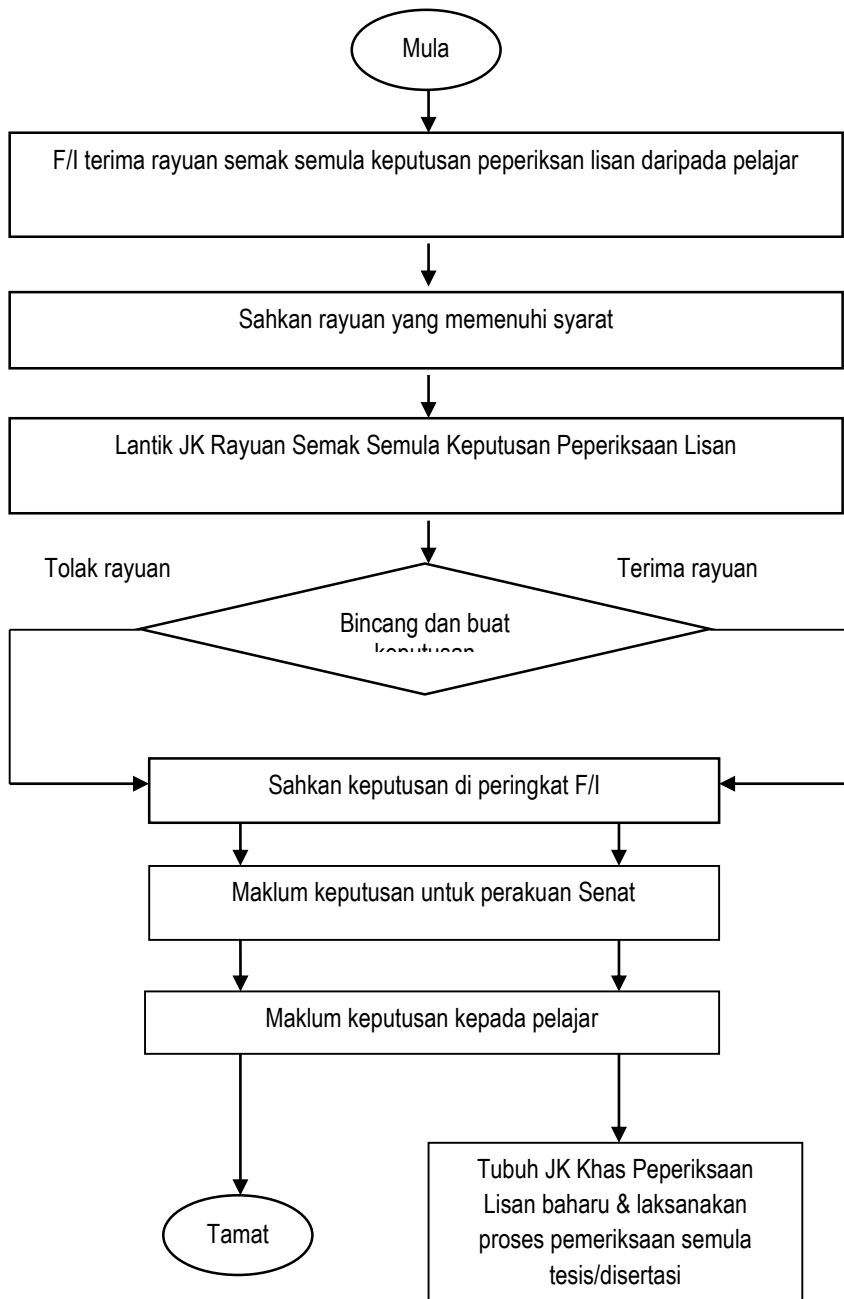 Mula
F/I terima rayuan semak semula keputusan peperiksan lisan daripada pelajar
Sahkan rayuan yang memenuhi syarat
Lantik JK Rayuan Semak Semula Keputusan Peperiksaan Lisan
Tolak rayuan
Terima rayuan
Bincang dan buat
keputusan
Sahkan keputusan di peringkat F/I
Maklum keputusan untuk perakuan Senat
Maklum keputusan kepada pelajar
Tubuh JK Khas Peperiksaan
Lisan baharu & laksanakan
proses pemeriksaan semula
tesis/disertasi
Tamat